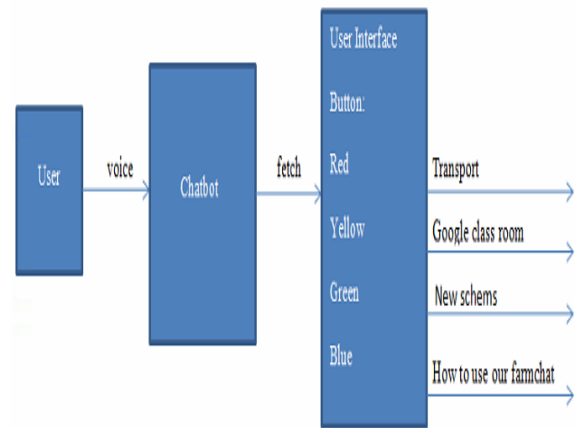 User
voice
Chatbot
fetch
User Interface
Button:
Red
Yellow
Green
Blue
Transport
Google class room
New schems
How to use our farmchat